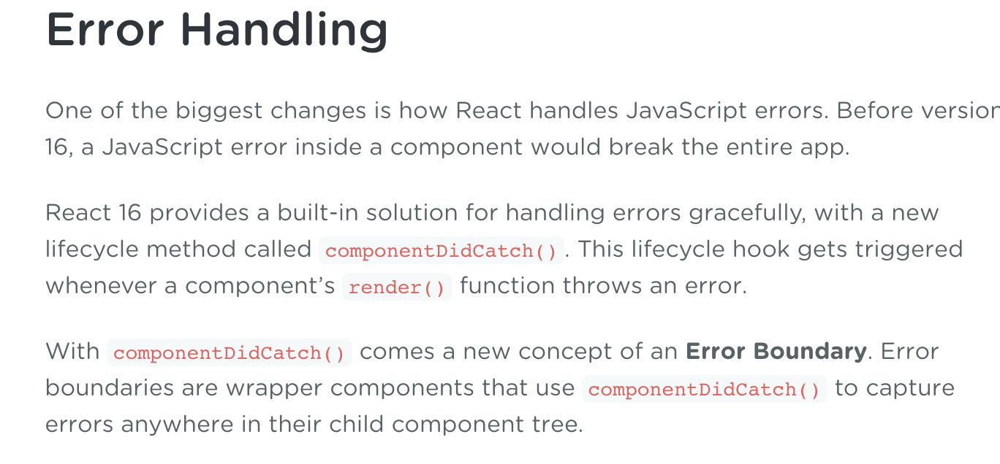 Error Handling
One of the biggest changes is how React handles JavaScript errors. Before version
16, a JavaScript error inside a component would break the entire app.
React 16 provides a built-in solution for handling errors gracefully, with a new
lifecycle method called componentDidCatch(). This lifecycle hook gets triggered
whenever a component’s render() function throws an error.
With componentDidCatch() comes a new concept of an Error Boundary. Error
boundaries are wrapper components that use componentDidCatch() to capture
errors anywhere in their child component tree.